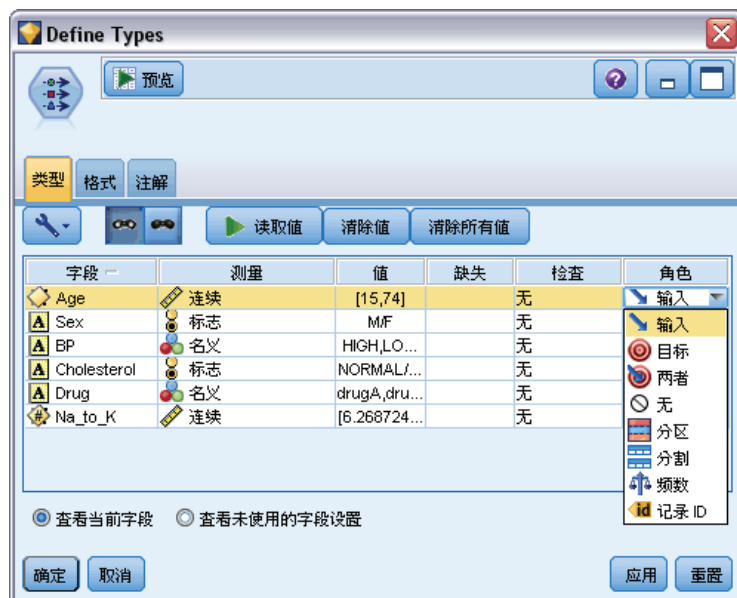 Define Types
预览
类型 格式 注解
读取值 清除值 清除所有值
字段 测量 值 缺失 检查 角色
Age 连续 [15,74] 无 输入
A Sex 标志 M/F 无
A BP 名义 HIGH,LO... 无
A Cholesterol 标志 NORMAL/... 无
A Drug 名义 drugA,dru... 无
# Na_to_K 连续 [6.268724... 无
输入
目标
两者
无
分区
分割
频数
id 记录 ID
查看当前字段 查看未使用的字段设置
确定 取消 应用 重置